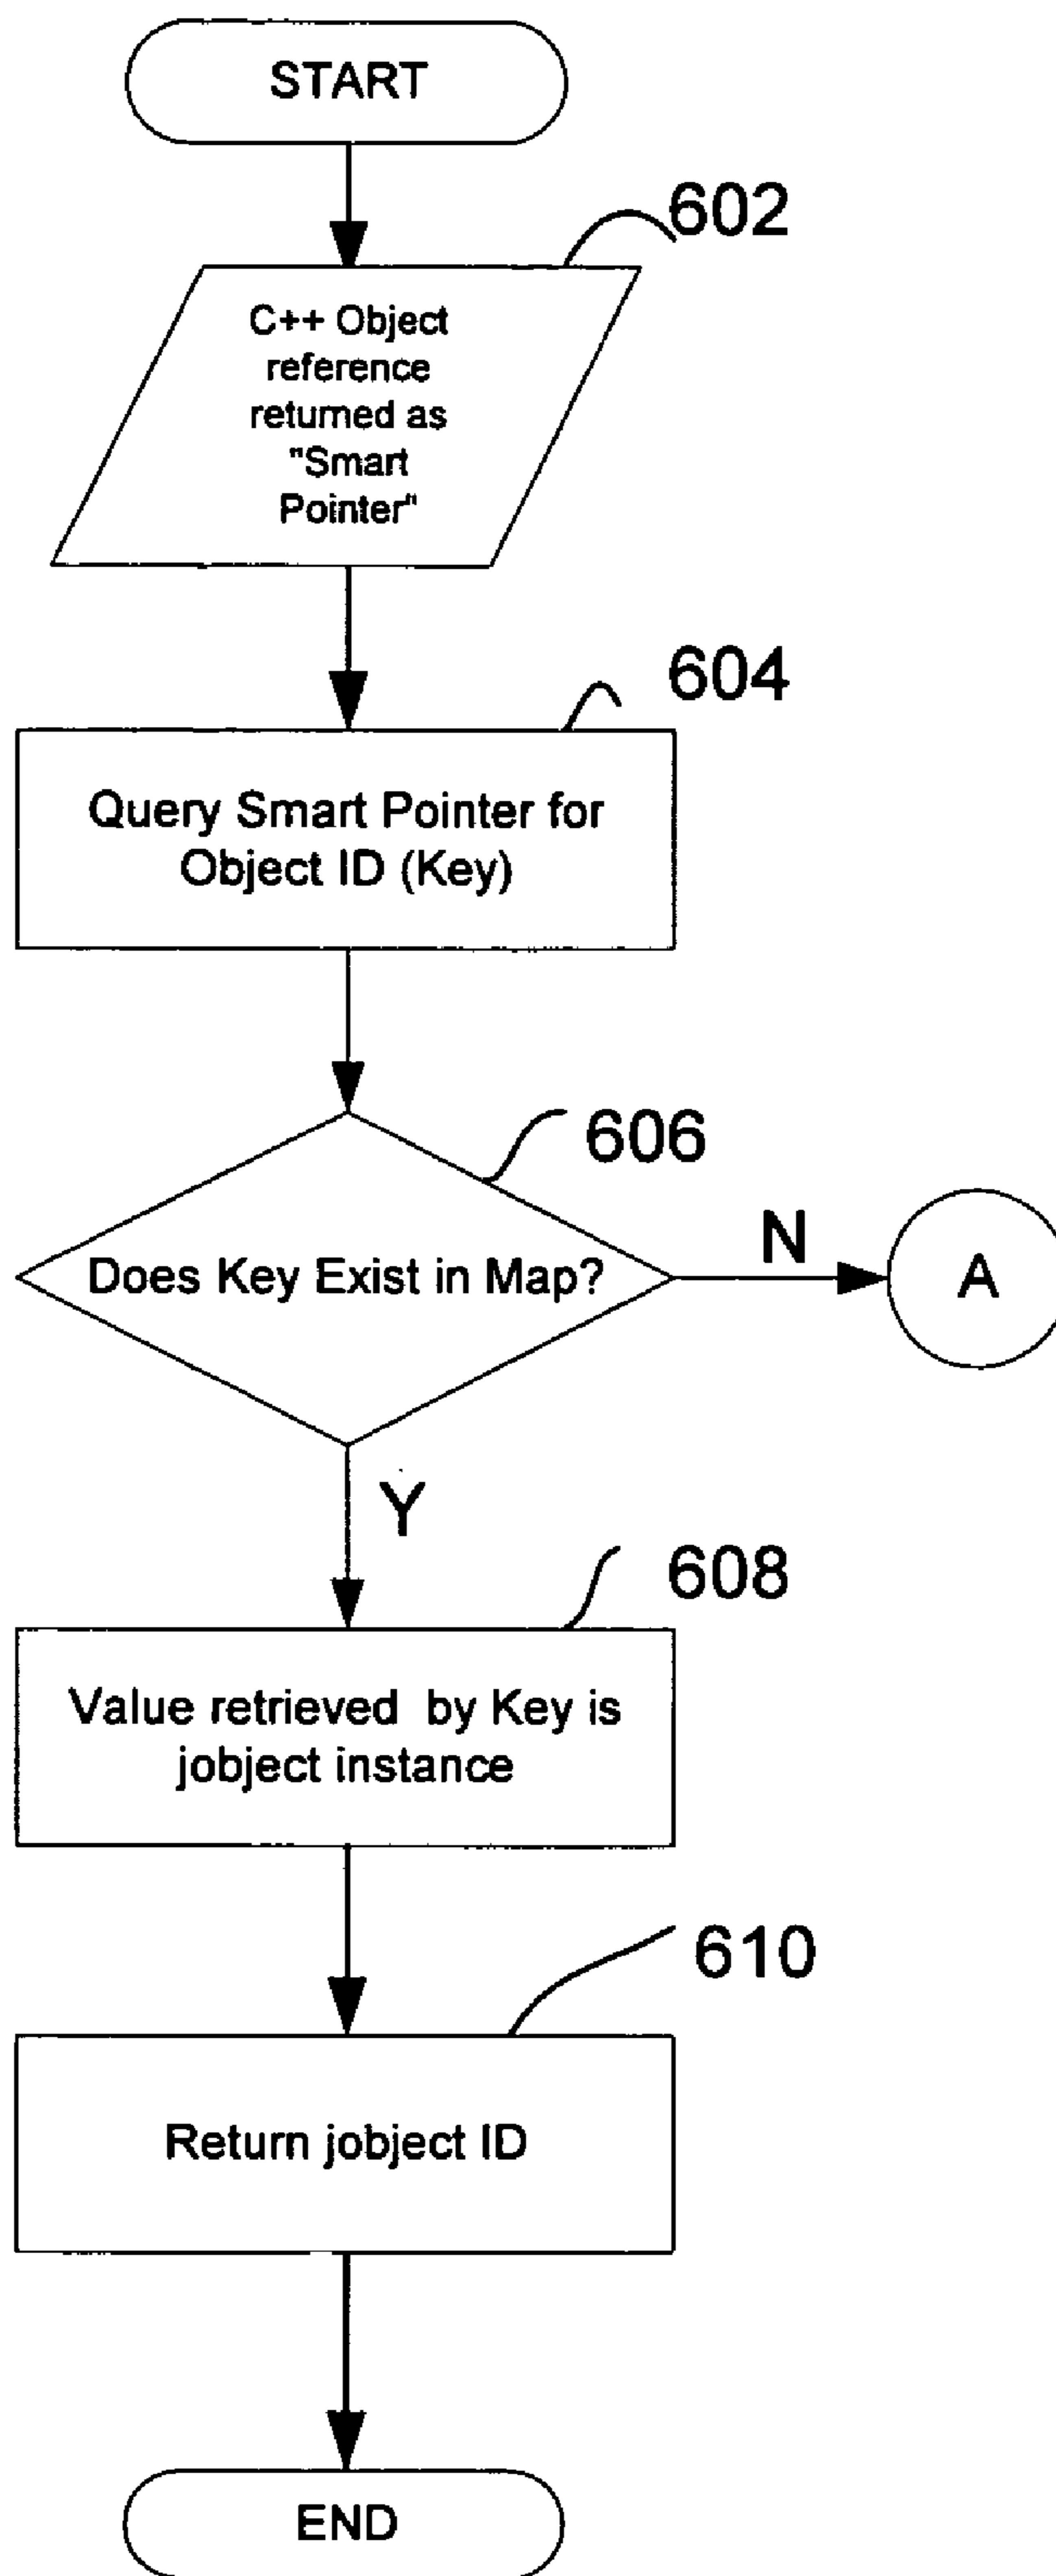 START
602
C++ Object
reference
returned as
"Smart
Pointer"
604
Query Smart Pointer for
Object ID (Key)
606
Does Key Exist in Map?
N
A
Y
608
Value retrieved by Key is
jobject instance
610
Return jobject ID
END